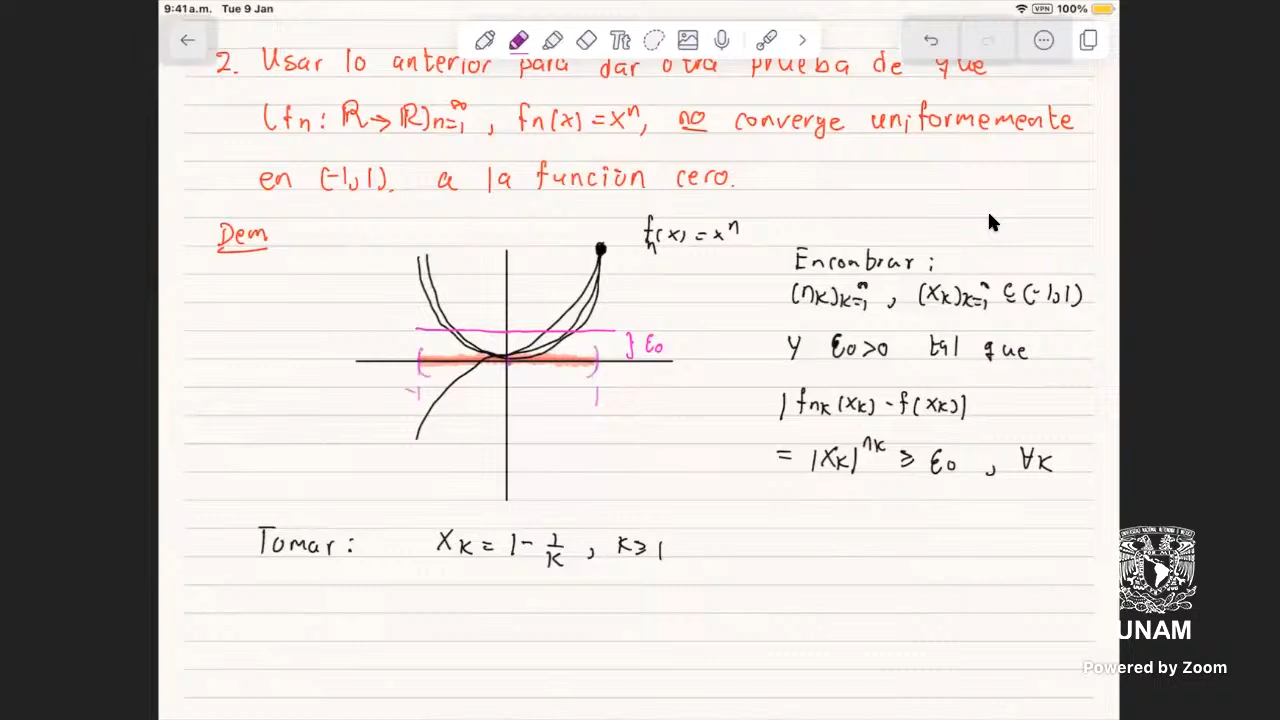 9:41 a.m. Tue 9 Jan
VPN 100%
2. Usar lo anterior para dar otra prueba de que
(fn: ℝ→ℝ)n=1^∞, fn(x) = x^n, no converge uniformemente
en (-1,1). a la función cero.
Dem
fn(x) = x^n
Enconbrar:
(nk)k=1^∞, (xk)k=1^∞ ⊆ (-1,1)
y ε0>0 tal que
|fnk(xk) - f(xk)|
= |xk|^nk ≥ ε0, ∀k
} ε0
( )
-1 1
Tomar: xk = 1 - 1/k, k ≥ 1
UNAM
Powered by Zoom